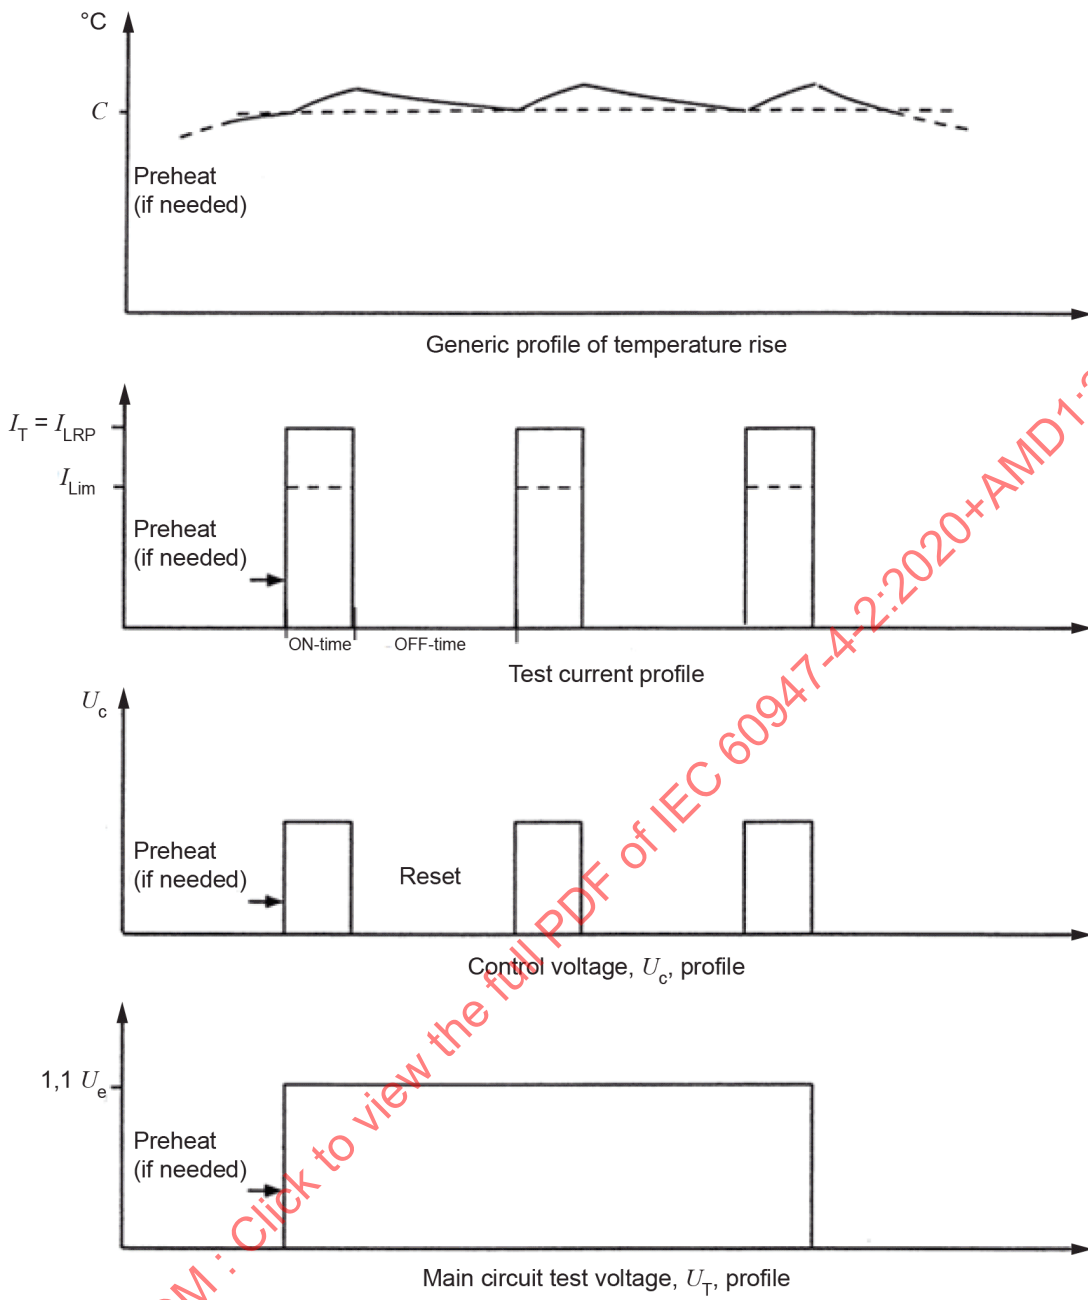 °C
C
Preheat
(if needed)
Generic profile of temperature rise
I_T = I_LRP
I_Lim
Preheat
(if needed)
ON-time
OFF-time
Test current profile
U_c
Preheat
(if needed)
Reset
Control voltage, U_c, profile
1,1 U_e
Preheat
(if needed)
Main circuit test voltage, U_T, profile
: Click to view the full PDF of IEC 60947-4-2:2020+AMD1: